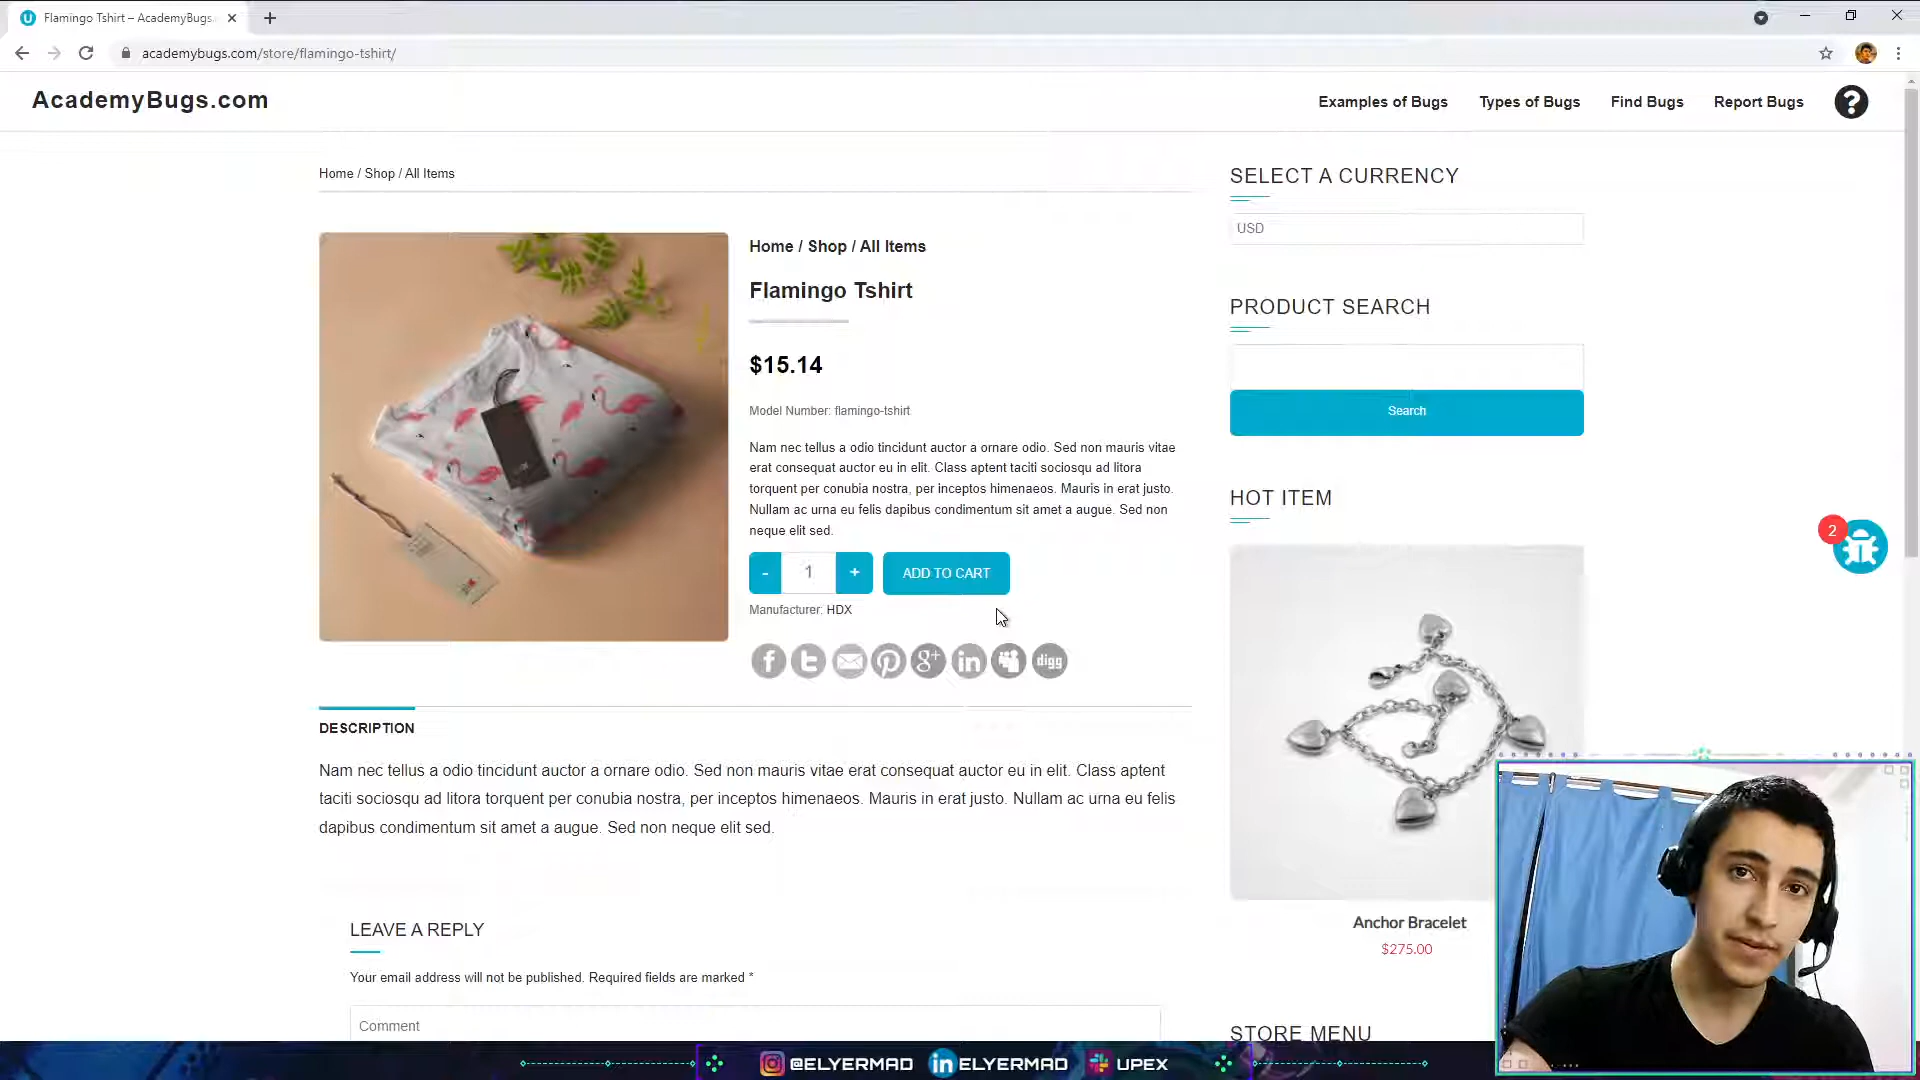 Flamingo Tshirt – AcademyBugs.
academybugs.com/store/flamingo-tshirt/
AcademyBugs.com
Examples of Bugs
Types of Bugs
Find Bugs
Report Bugs
?
Home / Shop / All Items
Home / Shop / All Items
Flamingo Tshirt
$15.14
Model Number: flamingo-tshirt
Nam nec tellus a odio tincidunt auctor a ornare odio. Sed non mauris vitae
erat consequat auctor eu in elit. Class aptent taciti sociosqu ad litora
torquent per conubia nostra, per inceptos himenaeos. Mauris in erat justo.
Nullam ac urna eu felis dapibus condimentum sit amet a augue. Sed non
neque elit sed.
- 1 + ADD TO CART
Manufacturer: HDX
digg
DESCRIPTION
Nam nec tellus a odio tincidunt auctor a ornare odio. Sed non mauris vitae erat consequat auctor eu in elit. Class aptent
taciti sociosqu ad litora torquent per conubia nostra, per inceptos himenaeos. Mauris in erat justo. Nullam ac urna eu felis
dapibus condimentum sit amet a augue. Sed non neque elit sed.
LEAVE A REPLY
Your email address will not be published. Required fields are marked *
Comment
SELECT A CURRENCY
USD
PRODUCT SEARCH
Search
HOT ITEM
2
Anchor Bracelet
$275.00
STORE MENU
@ELYERMAD
in ELYERMAD
UPEX